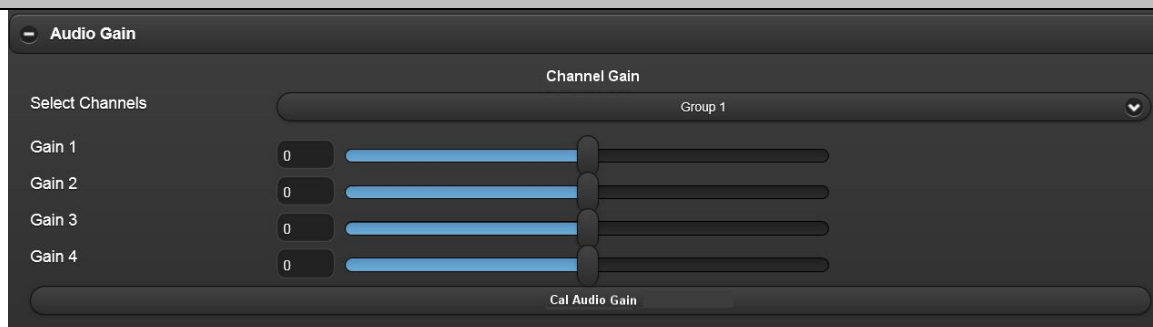 Audio Gain
Channel Gain
Select Channels Group 1
Gain 1 0
Gain 2 0
Gain 3 0
Gain 4 0
Cal Audio Gain